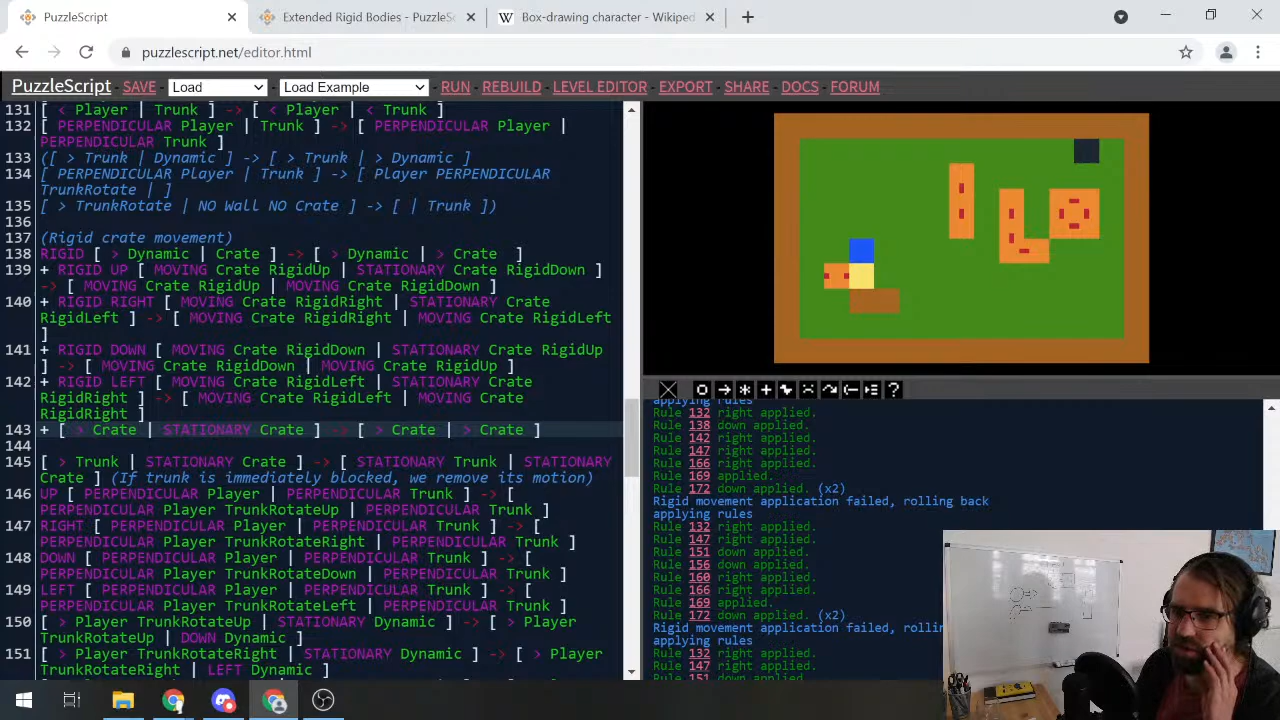 PuzzleScript
Extended Rigid Bodies - PuzzleS
Box-drawing character - Wikiped
puzzlescript.net/editor.html
PuzzleScript SAVE Load Load Example RUN REBUILD LEVEL EDITOR EXPORT SHARE DOCS FORUM
131 [ < Player | Trunk ] -> [ < Player | < Trunk ]
132 [ PERPENDICULAR Player | Trunk ] -> [ PERPENDICULAR Player |
PERPENDICULAR Trunk ]
133 ([ > Trunk | Dynamic ] -> [ > Trunk | > Dynamic ]
134 [ PERPENDICULAR Player | Trunk ] -> [ Player PERPENDICULAR
TrunkRotate | ]
135 [ > TrunkRotate | NO Wall NO Crate ] -> [ | Trunk ])
136
137 (Rigid crate movement)
138 RIGID [ > Dynamic | Crate ] -> [ > Dynamic | > Crate ]
139 + RIGID UP [ MOVING Crate RigidUp | STATIONARY Crate RigidDown ]
-> [ MOVING Crate RigidUp | MOVING Crate RigidDown ]
140 + RIGID RIGHT [ MOVING Crate RigidRight | STATIONARY Crate
RigidLeft ] -> [ MOVING Crate RigidRight | MOVING Crate RigidLeft
]
141 + RIGID DOWN [ MOVING Crate RigidDown | STATIONARY Crate RigidUp
] -> [ MOVING Crate RigidDown | MOVING Crate RigidUp ]
142 + RIGID LEFT [ MOVING Crate RigidLeft | STATIONARY Crate
RigidRight ] -> [ MOVING Crate RigidLeft | MOVING Crate
RigidRight ]
143 + [ > Crate | STATIONARY Crate ] -> [ > Crate | > Crate ]
144
145 [ > Trunk | STATIONARY Crate ] -> [ STATIONARY Trunk | STATIONARY
Crate ] (If trunk is immediately blocked, we remove its motion)
146 UP [ PERPENDICULAR Player | PERPENDICULAR Trunk ] -> [
PERPENDICULAR Player TrunkRotateUp | PERPENDICULAR Trunk ]
147 RIGHT [ PERPENDICULAR Player | PERPENDICULAR Trunk ] -> [
PERPENDICULAR Player TrunkRotateRight | PERPENDICULAR Trunk ]
148 DOWN [ PERPENDICULAR Player | PERPENDICULAR Trunk ] -> [
PERPENDICULAR Player TrunkRotateDown | PERPENDICULAR Trunk ]
149 LEFT [ PERPENDICULAR Player | PERPENDICULAR Trunk ] -> [
PERPENDICULAR Player TrunkRotateLeft | PERPENDICULAR Trunk ]
150 [ > Player TrunkRotateUp | STATIONARY Dynamic ] -> [ > Player
TrunkRotateUp | DOWN Dynamic ]
151 [ > Player TrunkRotateRight | STATIONARY Dynamic ] -> [ > Player
TrunkRotateRight | LEFT Dynamic ]
applying rules
Rule 132 right applied.
Rule 138 down applied.
Rule 142 right applied.
Rule 147 right applied.
Rule 166 right applied.
Rule 169 applied.
Rule 172 down applied. (x2)
Rigid movement application failed, rolling back
applying rules
Rule 132 right applied.
Rule 147 right applied.
Rule 151 down applied.
Rule 156 down applied.
Rule 160 right applied.
Rule 166 right applied.
Rule 169 applied.
Rule 172 down applied. (x2)
Rigid movement application failed, rollin
applying rules
Rule 132 right applied.
Rule 147 right applied.
Rule 151 down applied.